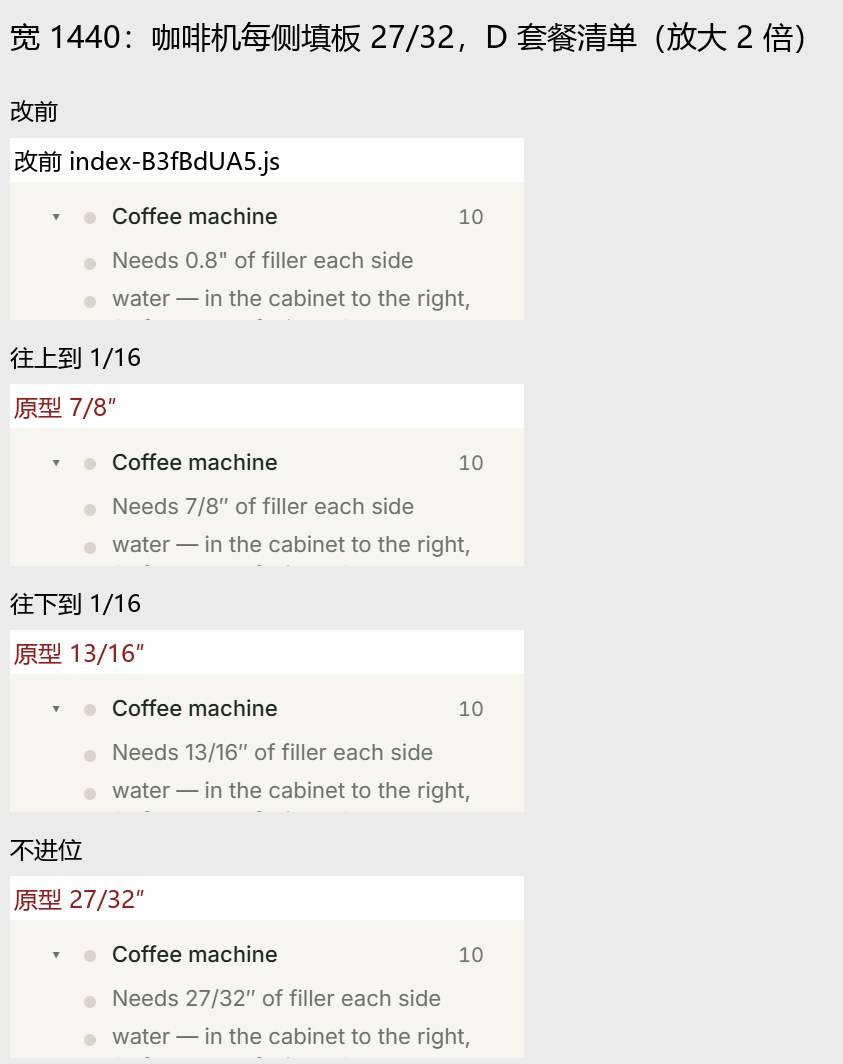 宽 1440：咖啡机每侧填板 27/32，D 套餐清单（放大 2 倍）
改前
改前 index-B3fBdUA5.js
▾ Coffee machine 10
Needs 0.8" of filler each side
water — in the cabinet to the right,
往上到 1/16
原型 7/8″
▾ Coffee machine 10
Needs 7/8″ of filler each side
water — in the cabinet to the right,
往下到 1/16
原型 13/16″
▾ Coffee machine 10
Needs 13/16″ of filler each side
water — in the cabinet to the right,
不进位
原型 27/32″
▾ Coffee machine 10
Needs 27/32″ of filler each side
water — in the cabinet to the right,